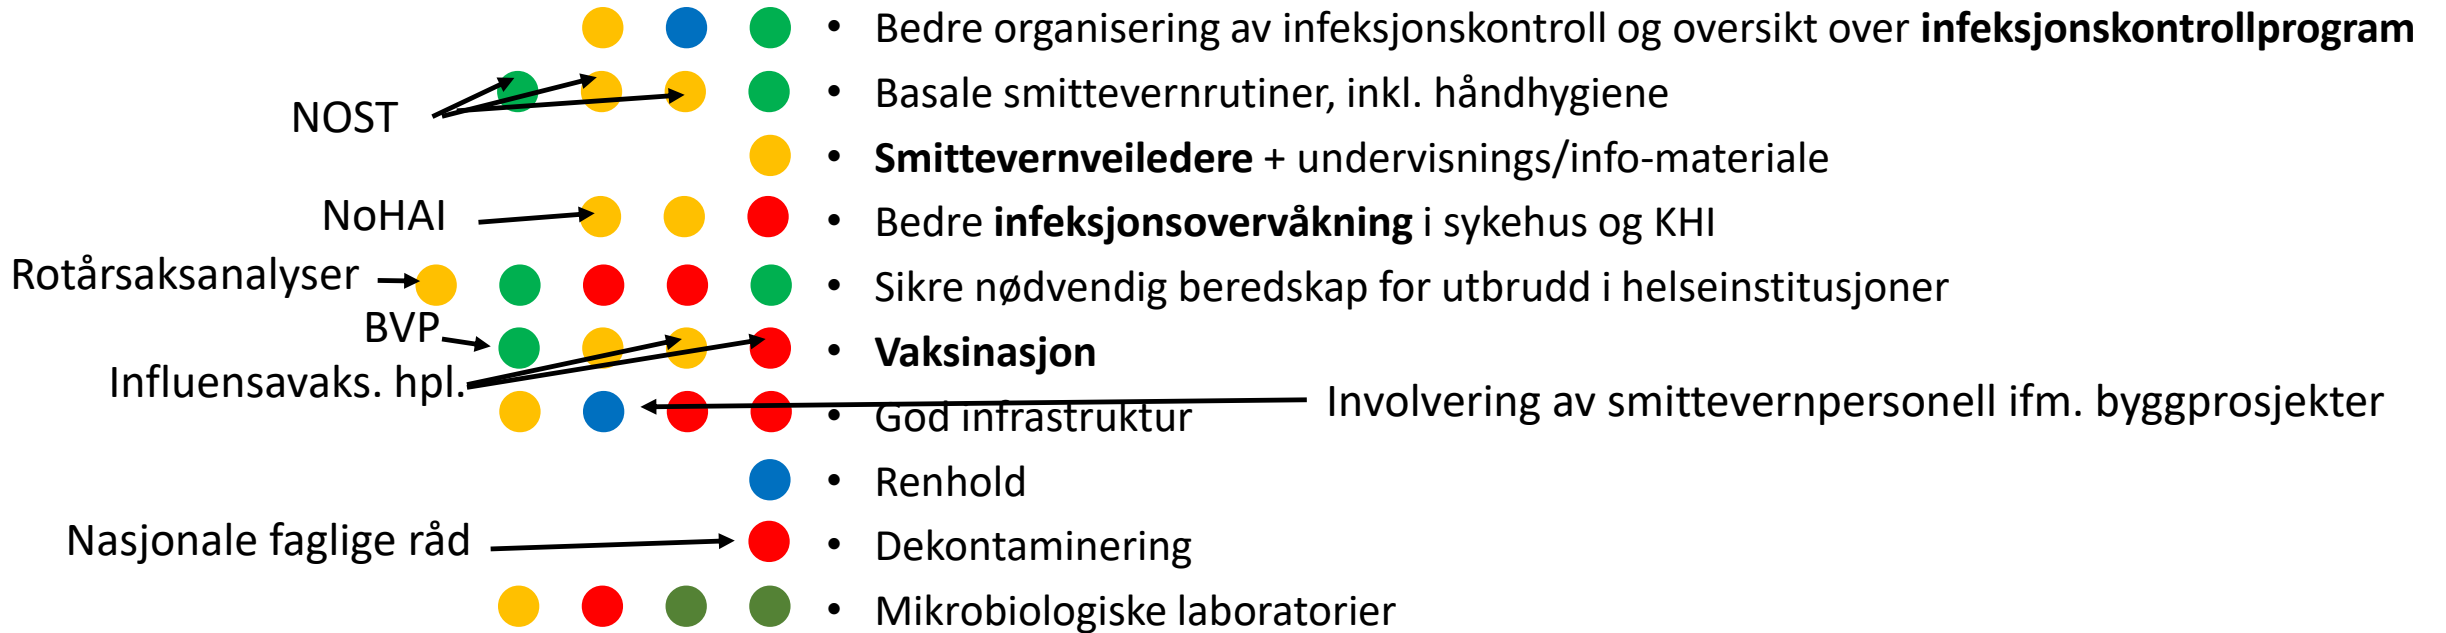 • Bedre organisering av infeksjonskontroll og oversikt over infeksjonskontrollprogram
NOST
• Basale smittevernrutiner, inkl. håndhygiene
• Smittevernveiledere + undervisnings/info-materiale
NoHAI
• Bedre infeksjonsovervåkning i sykehus og KHI
Rotårsaksanalyser
• Sikre nødvendig beredskap for utbrudd i helseinstitusjoner
BVP
• Vaksinasjon
Influensavaks. hpl.
• God infrastruktur
Involvering av smittevernpersonell ifm. byggprosjekter
• Renhold
Nasjonale faglige råd
• Dekontaminering
• Mikrobiologiske laboratorier